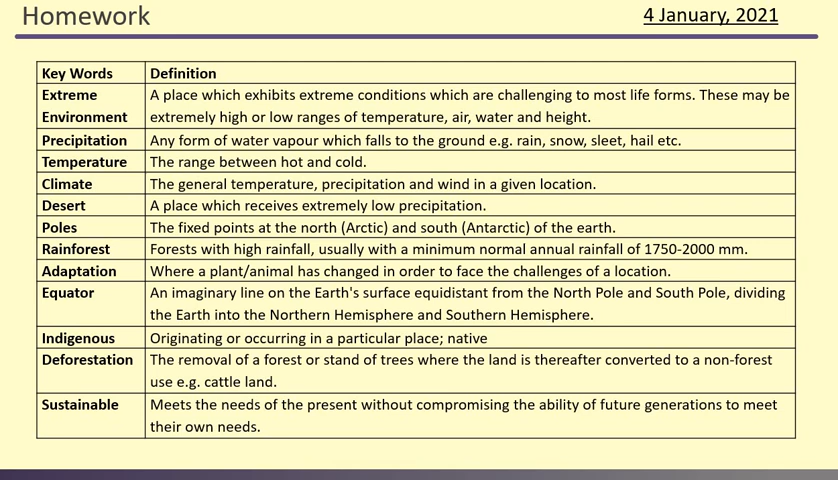 Homework
4 January, 2021
Key Words Definition
Extreme Environment A place which exhibits extreme conditions which are challenging to most life forms. These may be
extremely high or low ranges of temperature, air, water and height.
Precipitation Any form of water vapour which falls to the ground e.g. rain, snow, sleet, hail etc.
Temperature The range between hot and cold.
Climate The general temperature, precipitation and wind in a given location.
Desert A place which receives extremely low precipitation.
Poles The fixed points at the north (Arctic) and south (Antarctic) of the earth.
Rainforest Forests with high rainfall, usually with a minimum normal annual rainfall of 1750-2000 mm.
Adaptation Where a plant/animal has changed in order to face the challenges of a location.
Equator An imaginary line on the Earth's surface equidistant from the North Pole and South Pole, dividing
the Earth into the Northern Hemisphere and Southern Hemisphere.
Indigenous Originating or occurring in a particular place; native
Deforestation The removal of a forest or stand of trees where the land is thereafter converted to a non-forest
use e.g. cattle land.
Sustainable Meets the needs of the present without compromising the ability of future generations to meet
their own needs.